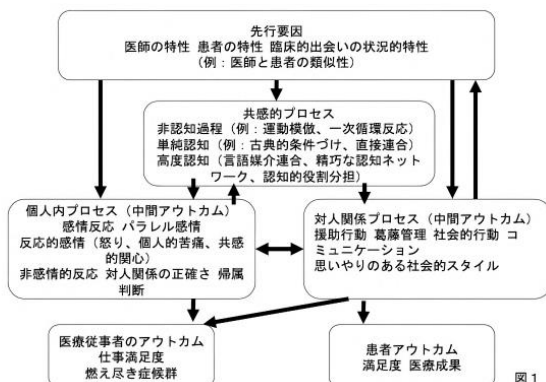 先行要因
医師の特性 患者の特性 臨床的出会いの状況的特性
(例：医師と患者の類似性)
共感的プロセス
非認知過程（例：運動模倣、一次循環反応）
単純認知（例：古典的条件づけ、直接連合）
高度認知（言語媒介連合、精巧な認知ネット
ワーク、認知的役割分担）
個人内プロセス（中間アウトカム）
感情反応 パラレル感情
反応的感情（怒り、個人的苦痛、共感
的関心）
非感情的反応 対人関係の正確さ 帰属
判断
対人関係プロセス（中間アウトカム）
援助行動 葛藤管理 社会的行動 コ
ミュニケーション
思いやりのある社会的スタイル
医療従事者のアウトカム
仕事満足度
燃え尽き症候群
患者アウトカム
満足度 医療成果
図１